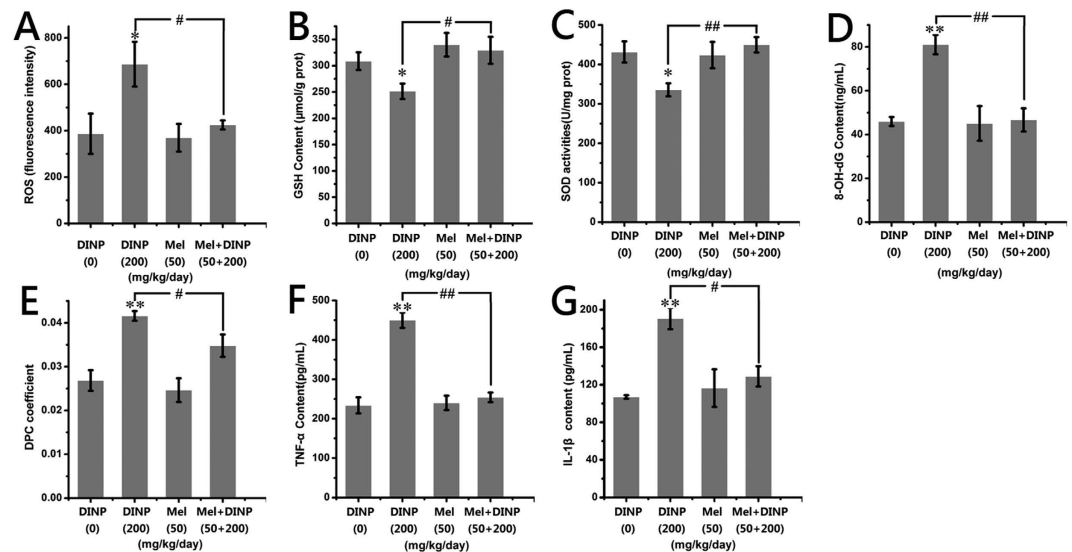 A
ROS (fluorescence intensity)
800
600
400
200
0
*
#
DINP DINP Mel Mel+DINP
(0) (200) (50) (50+200)
(mg/kg/day)
B
GSH Content (μmol/g prot)
400
350
300
250
200
150
100
50
0
*
#
DINP DINP Mel Mel+DINP
(0) (200) (50) (50+200)
(mg/kg/day)
C
SOD activities(U/mg prot)
500
400
300
200
100
0
*
##
DINP DINP Mel Mel+DINP
(0) (200) (50) (50+200)
(mg/kg/day)
D
8-OH-dG Content(ng/mL)
80
60
40
20
0
**
##
DINP DINP Mel Mel+DINP
(0) (200) (50) (50+200)
(mg/kg/day)
E
DPC coefficient
0.04
0.03
0.02
0.01
0.00
**
#
DINP DINP Mel Mel+DINP
(0) (200) (50) (50+200)
(mg/kg/day)
F
TNF-α Content(pg/mL)
450
400
300
250
200
100
50
0
**
##
DINP DINP Mel Mel+DINP
(0) (200) (50) (50+200)
(mg/kg/day)
G
IL-1β content (pg/mL)
200
160
120
80
40
0
**
#
DINP DINP Mel Mel+DINP
(0) (200) (50) (50+200)
(mg/kg/day)